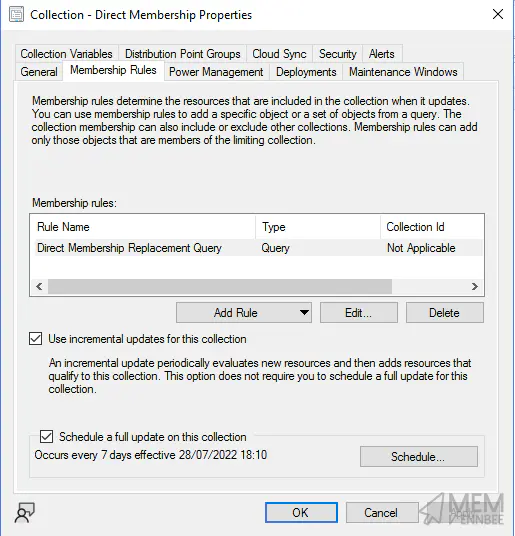 Collection - Direct Membership Properties
Collection Variables Distribution Point Groups Cloud Sync Security Alerts
General Membership Rules Power Management Deployments Maintenance Windows
Membership rules determine the resources that are included in the collection when it updates.
You can use membership rules to add a specific object or a set of objects from a query. The
collection membership can also include or exclude other collections. Membership rules can add
only those objects that are members of the limiting collection.
Membership rules:
Rule Name Type Collection Id
Direct Membership Replacement Query Query Not Applicable
Add Rule Edit... Delete
Use incremental updates for this collection
An incremental update periodically evaluates new resources and then adds resources that
qualify to this collection. This option does not require you to schedule a full update for this
collection.
Schedule a full update on this collection
Occurs every 7 days effective 28/07/2022 18:10
Schedule...
OK Cancel
MEM
ENNBEE